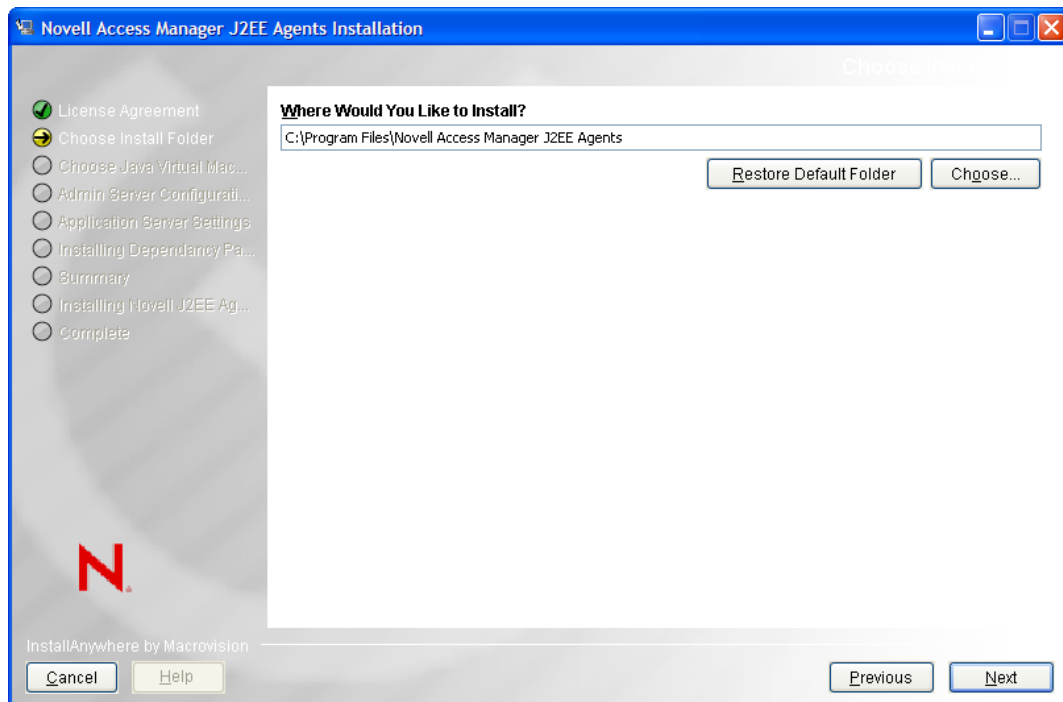 Novell Access Manager J2EE Agents Installation
Choose Install
License Agreement
Choose Install Folder
Choose Java Virtual Mac...
Admin Server Configurati...
Application Server Settings
Installing Dependancy Pa...
Summary
Installing Novell J2EE Ag...
Complete
Where Would You Like to Install?
C:\Program Files\Novell Access Manager J2EE Agents
Restore Default Folder
Choose...
N
InstallAnywhere by Macrovision
Cancel
Help
Previous
Next